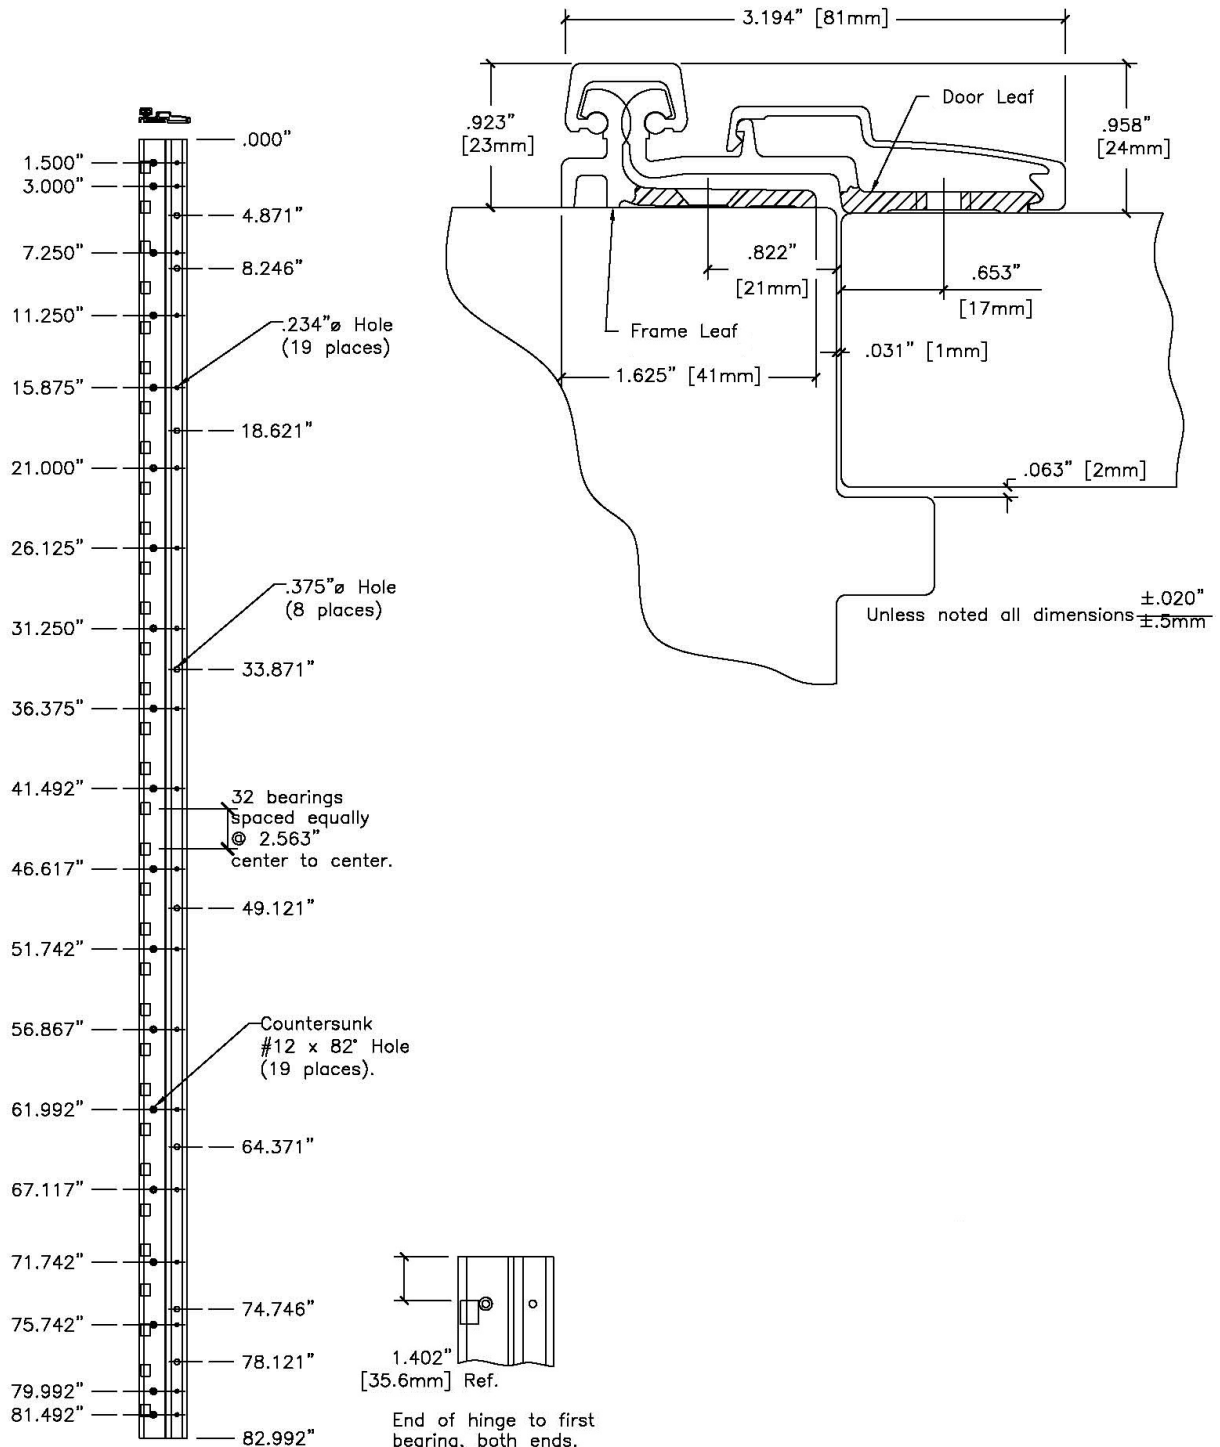 3.194” [81mm]
.923”
[23mm]
Door Leaf
.958”
[24mm]
.822”
[21mm]
.653”
[17mm]
Frame Leaf
.031” [1mm]
1.625” [41mm]
.063” [2mm]
Unless noted all dimensions ±.020”
±.5mm
.000”
1.500”
3.000”
4.871”
7.250”
8.246”
11.250”
.234”ø Hole
(19 places)
15.875”
18.621”
21.000”
26.125”
.375”ø Hole
(8 places)
31.250”
33.871”
36.375”
41.492”
32 bearings
spaced equally
@ 2.563”
center to center.
46.617”
49.121”
51.742”
56.867”
Countersunk
#12 x 82° Hole
(19 places).
61.992”
64.371”
67.117”
71.742”
74.746”
75.742”
78.121”
79.992”
81.492”
82.992”
1.402”
[35.6mm] Ref.
End of hinge to first
bearing, both ends.